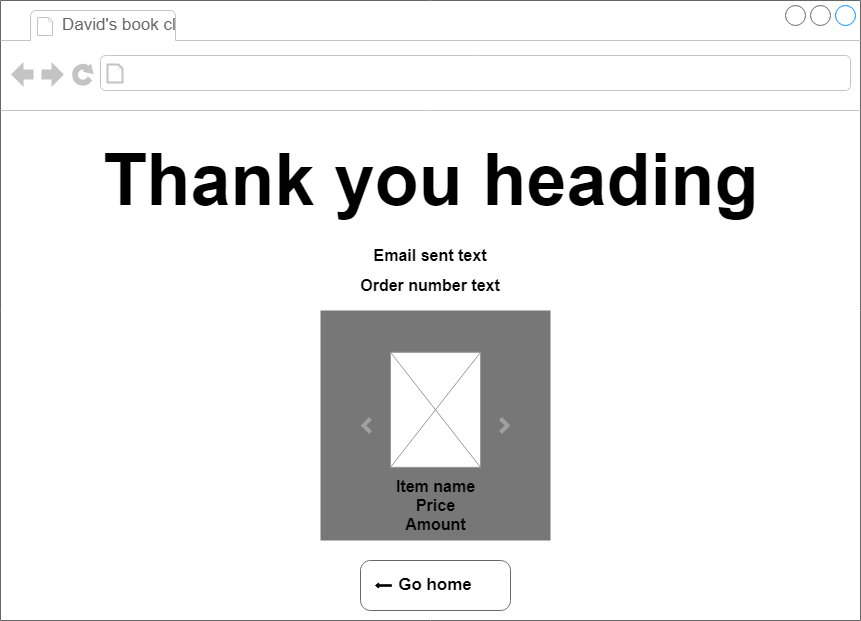 David's book cl
Thank you heading
Email sent text
Order number text
Item name
Price
Amount
Go home